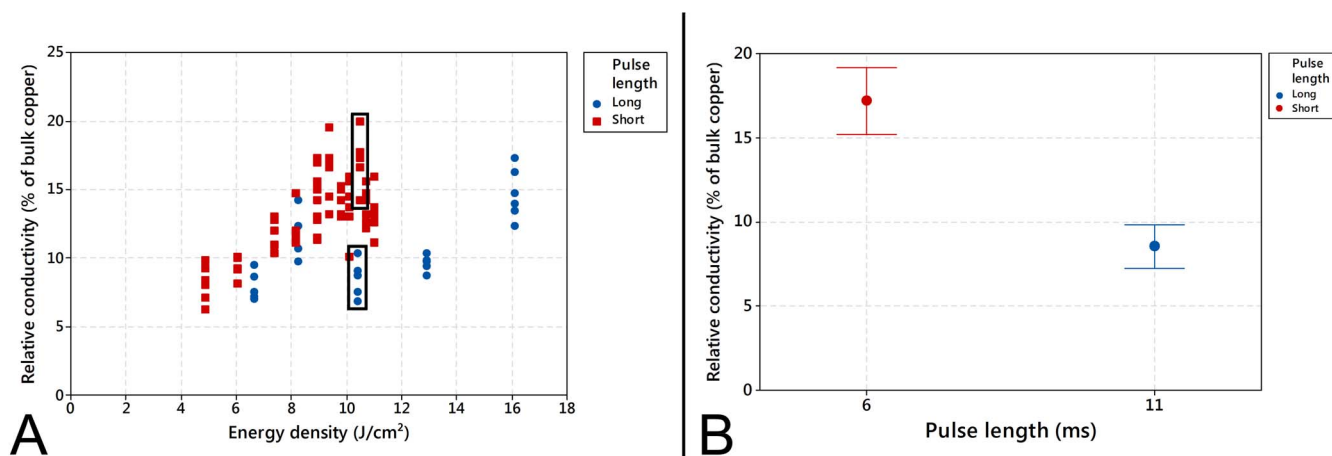 25
20
15
10
5
0
0
2
4
6
8
10
12
14
16
18
Relative conductivity (% of bulk copper)
Energy density (J/cm²)
Pulse
length
Long
Short
A
20
15
10
5
0
6
11
Relative conductivity (% of bulk copper)
Pulse length (ms)
Pulse
length
Long
Short
B